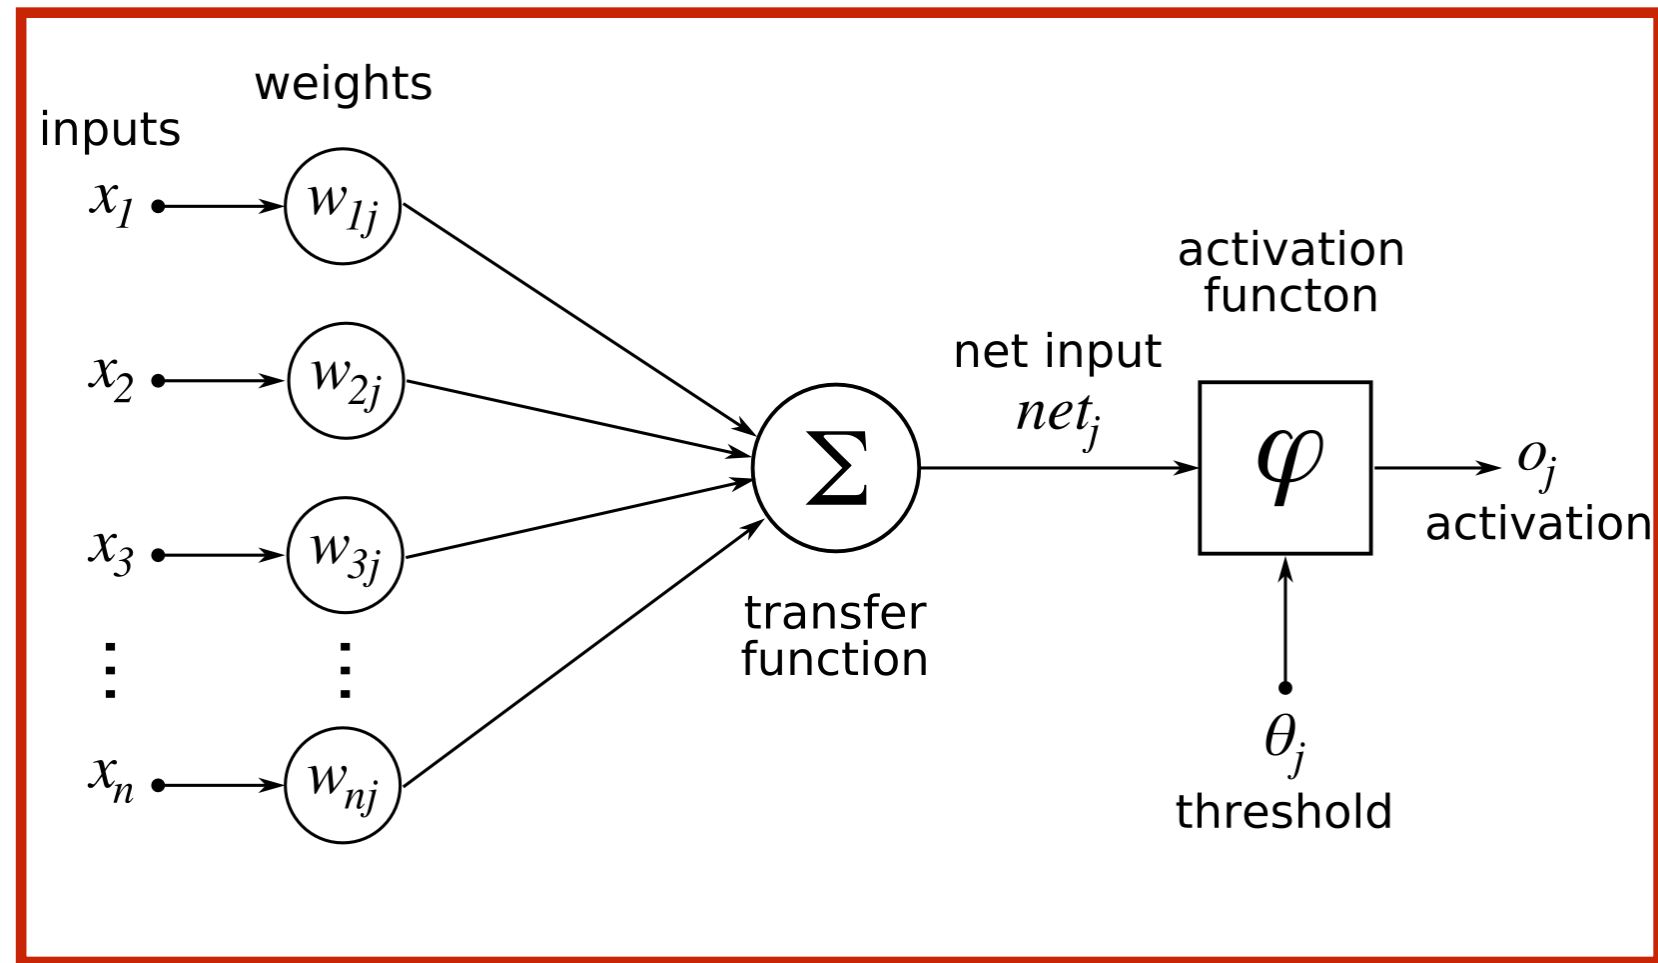 weights
inputs
x1
w1j
activation
functon
x2
w2j
net input
netj
Σ
φ
oj
activation
x3
w3j
transfer
function
θj
threshold
xn
wnj